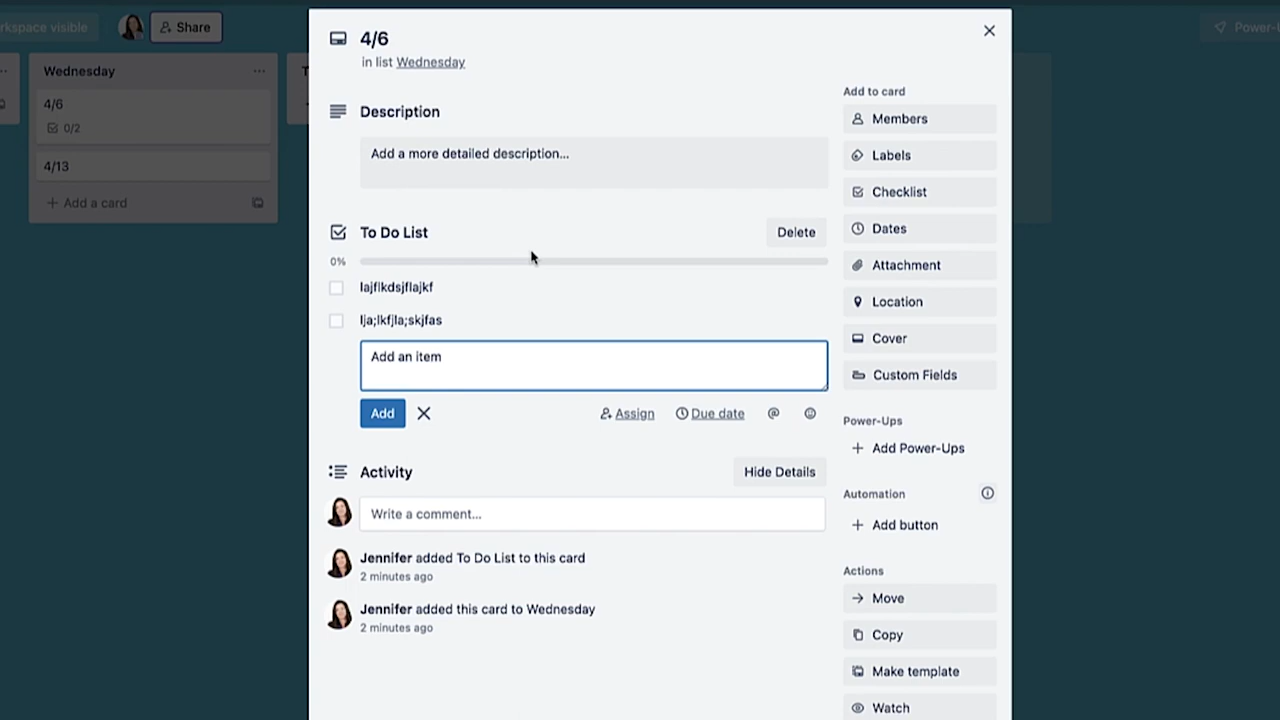 rkspace visible
Share
Power-U
Wednesday
4/6
0/2
4/13
Add a card
T
4/6
in list Wednesday
Description
Add a more detailed description...
To Do List
Delete
0%
lajflkdsjflajkf
lja;lkfjla;skjfas
Add an item
Add
Assign
Due date
Activity
Hide Details
Write a comment...
Jennifer added To Do List to this card
2 minutes ago
Jennifer added this card to Wednesday
2 minutes ago
Add to card
Members
Labels
Checklist
Dates
Attachment
Location
Cover
Custom Fields
Power-Ups
Add Power-Ups
Automation
Add button
Actions
Move
Copy
Make template
Watch